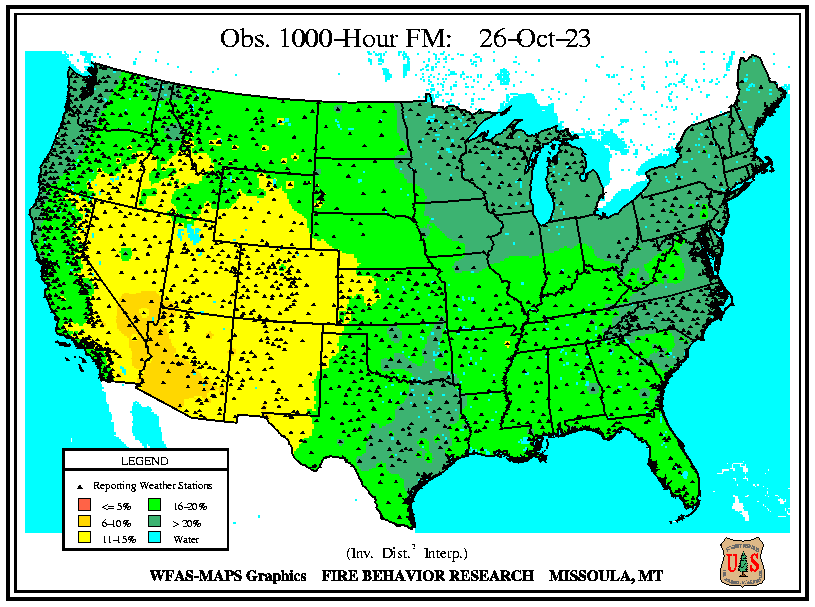 Obs. 1000-Hour FM: 26-Oct-23
LEGEND
Reporting Weather Stations
<= 5% 16-20%
6-10% > 20%
11-15% Water
(Inv. Dist.² Interp.)
WFAS-MAPS Graphics FIRE BEHAVIOR RESEARCH MISSOULA, MT
U S